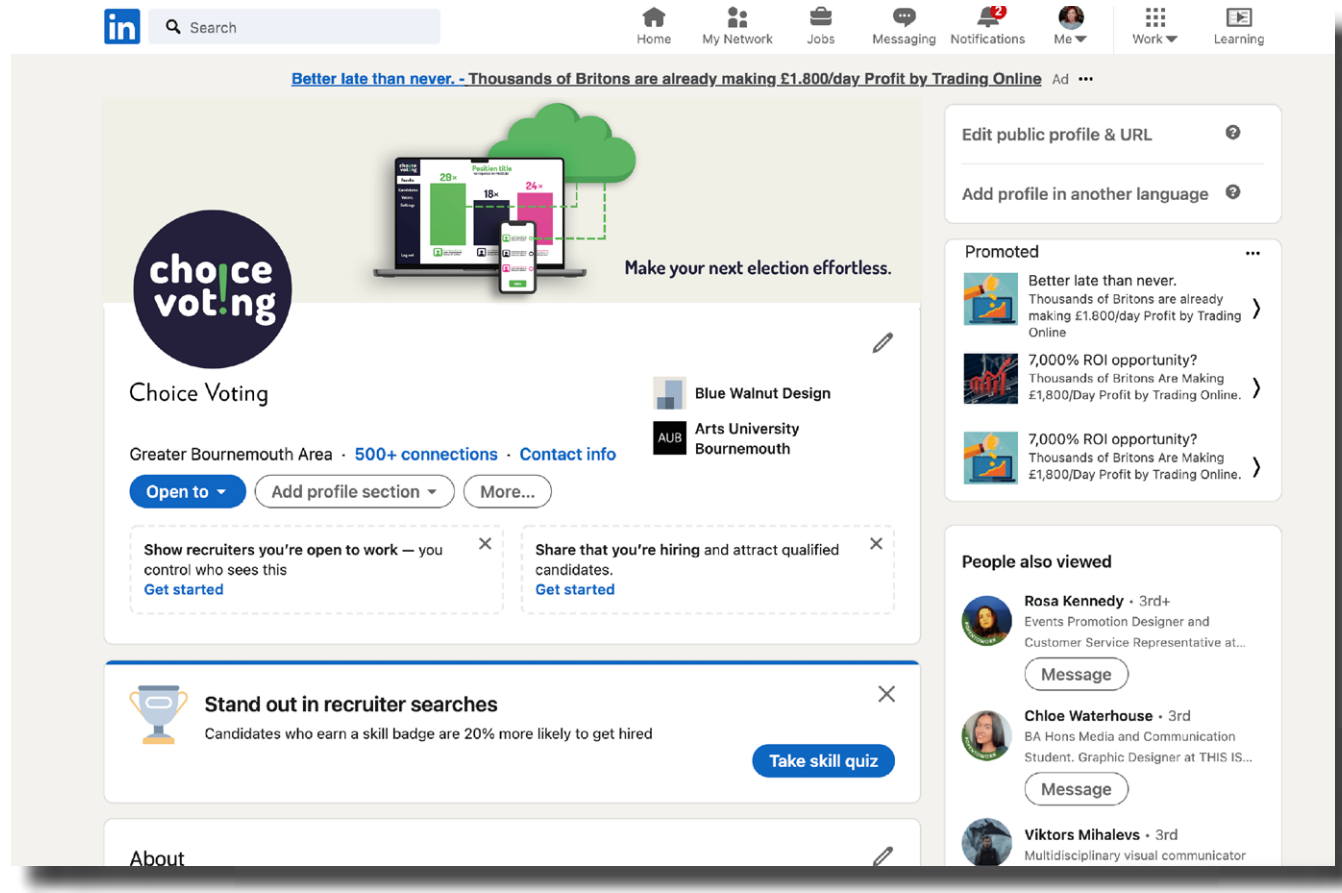 in
Search
Home
My Network
Jobs
Messaging
2
Notifications
Me
Work
Learning
Better late than never. - Thousands of Britons are already making £1.800/day Profit by Trading Online Ad
choice
voting
Results
Candidates
Voters
Settings
Log out
Position title
28%
18%
24%
Make your next election effortless.
choice
vot!ng
Choice Voting
Blue Walnut Design
AUB
Arts University
Bournemouth
Greater Bournemouth Area · 500+ connections · Contact info
Open to
Add profile section
More...
Show recruiters you're open to work — you
control who sees this
Get started
Share that you're hiring and attract qualified
candidates.
Get started
Stand out in recruiter searches
Candidates who earn a skill badge are 20% more likely to get hired
Take skill quiz
About
Edit public profile & URL
Add profile in another language
Promoted
Better late than never.
Thousands of Britons are already
making £1.800/day Profit by Trading
Online
7,000% ROI opportunity?
Thousands of Britons Are Making
£1,800/Day Profit by Trading Online.
7,000% ROI opportunity?
Thousands of Britons Are Making
£1,800/Day Profit by Trading Online.
People also viewed
Rosa Kennedy · 3rd+
Events Promotion Designer and
Customer Service Representative at...
Message
Chloe Waterhouse · 3rd
BA Hons Media and Communication
Student. Graphic Designer at THIS IS...
Message
Viktors Mihalevs · 3rd
Multidisciplinary visual communicator